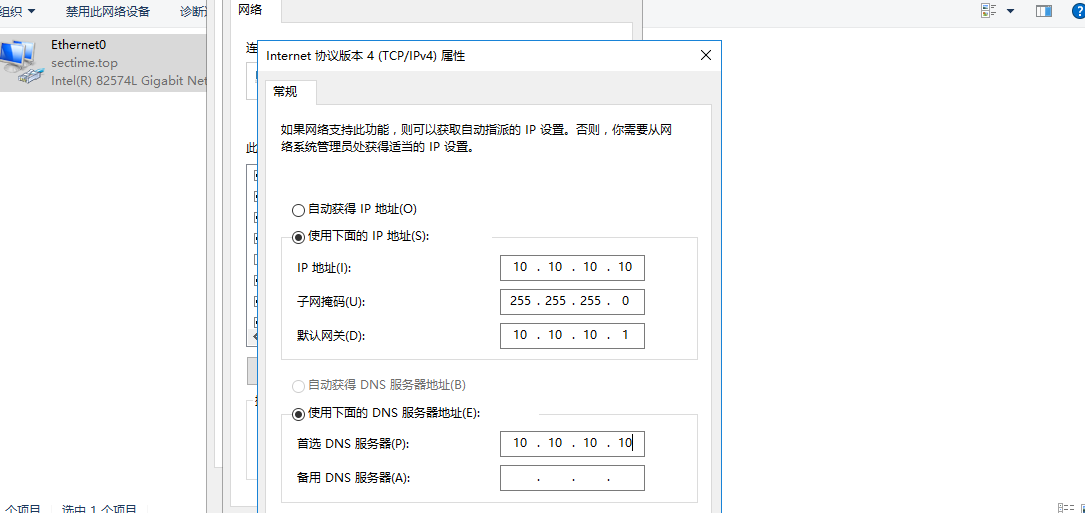 组织 禁用此网络设备 诊断
网络
Ethernet0
sectime.top
Intel(R) 82574L Gigabit Net
连
此
Internet 协议版本 4 (TCP/IPv4) 属性
常规
如果网络支持此功能，则可以获取自动指派的 IP 设置。否则，你需要从网
络系统管理员处获得适当的 IP 设置。
自动获得 IP 地址(O)
使用下面的 IP 地址(S):
IP 地址(I): 10 . 10 . 10 . 10
子网掩码(U): 255 . 255 . 255 . 0
默认网关(D): 10 . 10 . 10 . 1
自动获得 DNS 服务器地址(B)
使用下面的 DNS 服务器地址(E):
首选 DNS 服务器(P): 10 . 10 . 10 . 10
备用 DNS 服务器(A): . . .
个项目 选中 1 个项目